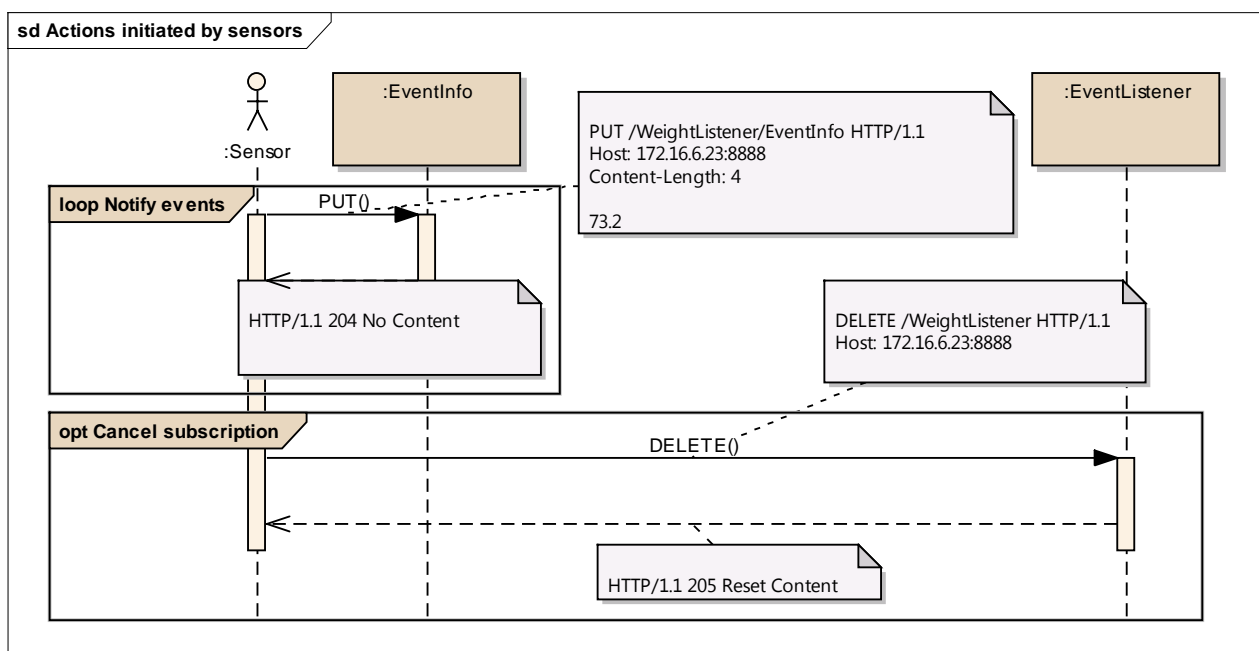 sd Actions initiated by sensors
:Sensor
:EventInfo
:EventListener
PUT /WeightListener/EventInfo HTTP/1.1
Host: 172.16.6.23:8888
Content-Length: 4
73.2
loop Notify events
PUT()
HTTP/1.1 204 No Content
DELETE /WeightListener HTTP/1.1
Host: 172.16.6.23:8888
opt Cancel subscription
DELETE()
HTTP/1.1 205 Reset Content